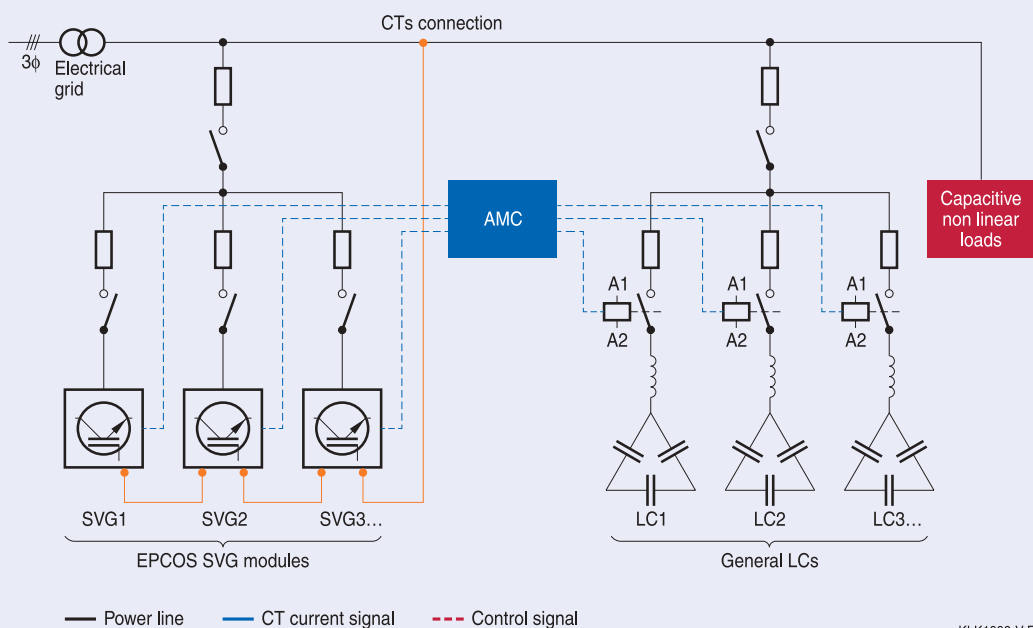 CTs connection
3ϕ
Electrical
grid
AMC
Capacitive
non linear
loads
A1
A2
A1
A2
A1
A2
SVG1
SVG2
SVG3...
LC1
LC2
LC3...
EPCOS SVG modules
General LCs
Power line
CT current signal
Control signal